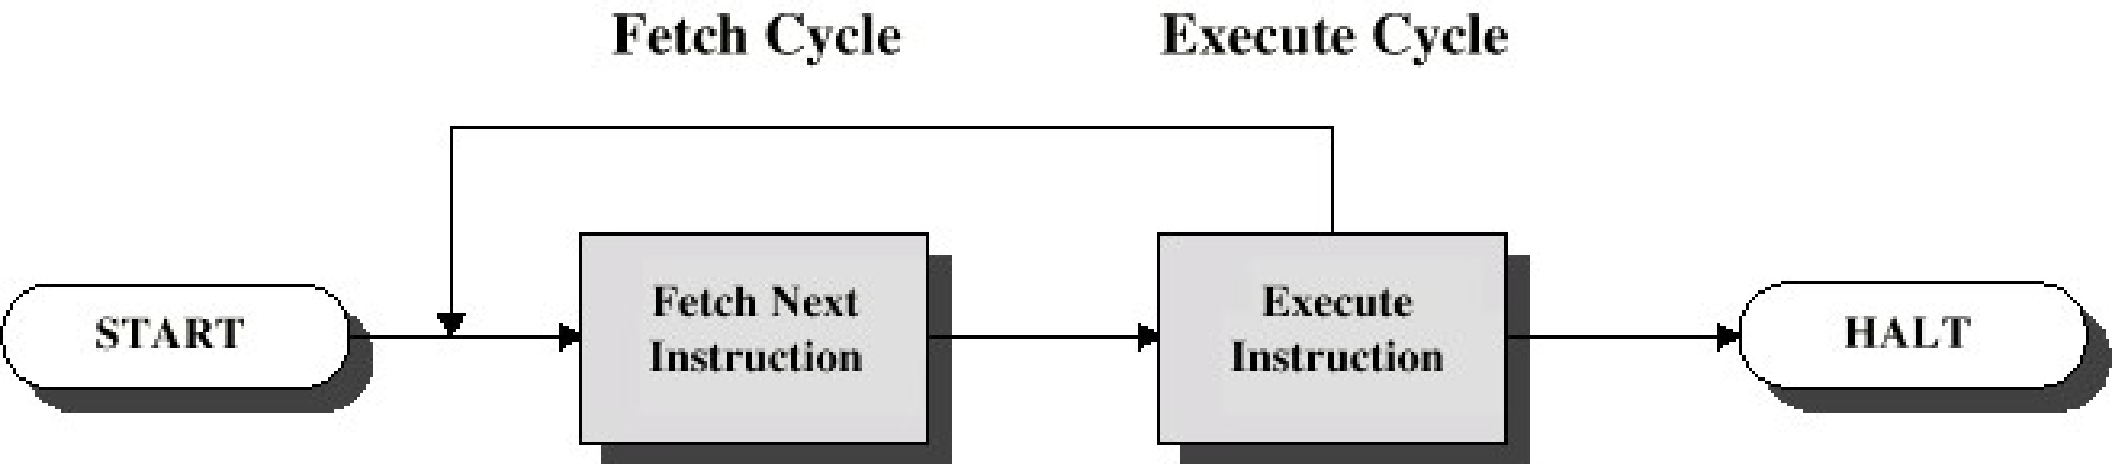 Fetch Cycle
Execute Cycle
START
Fetch Next
Instruction
Execute
Instruction
HALT